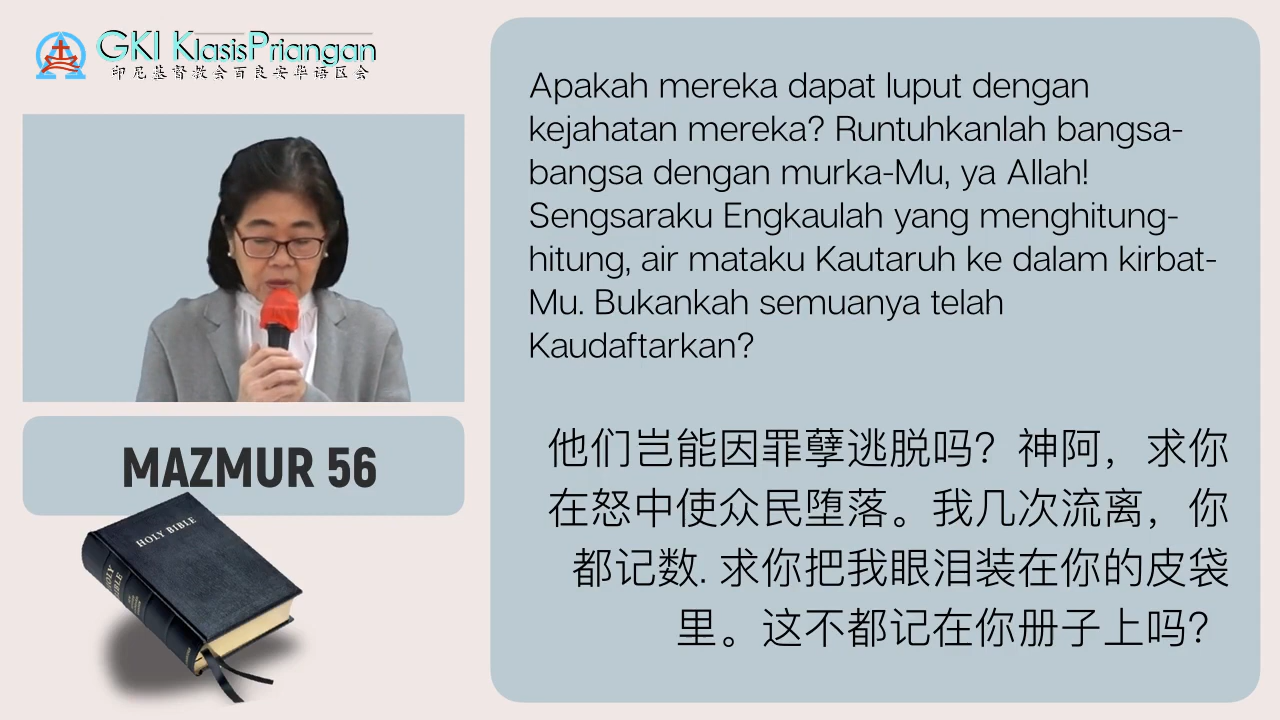 GKI KlasisPriangan
印尼基督教会百良安华语区会
MAZMUR 56
HOLY BIBLE
HOLY BIBLE
Apakah mereka dapat luput dengan
kejahatan mereka? Runtuhkanlah bangsa-
bangsa dengan murka-Mu, ya Allah!
Sengsaraku Engkaulah yang menghitung-
hitung, air mataku Kautaruh ke dalam kirbat-
Mu. Bukankah semuanya telah
Kaudaftarkan?
他们岂能因罪孽逃脱吗？神阿，求你
在怒中使众民堕落。我几次流离，你
都记数. 求你把我眼泪装在你的皮袋
里。这不都记在你册子上吗？